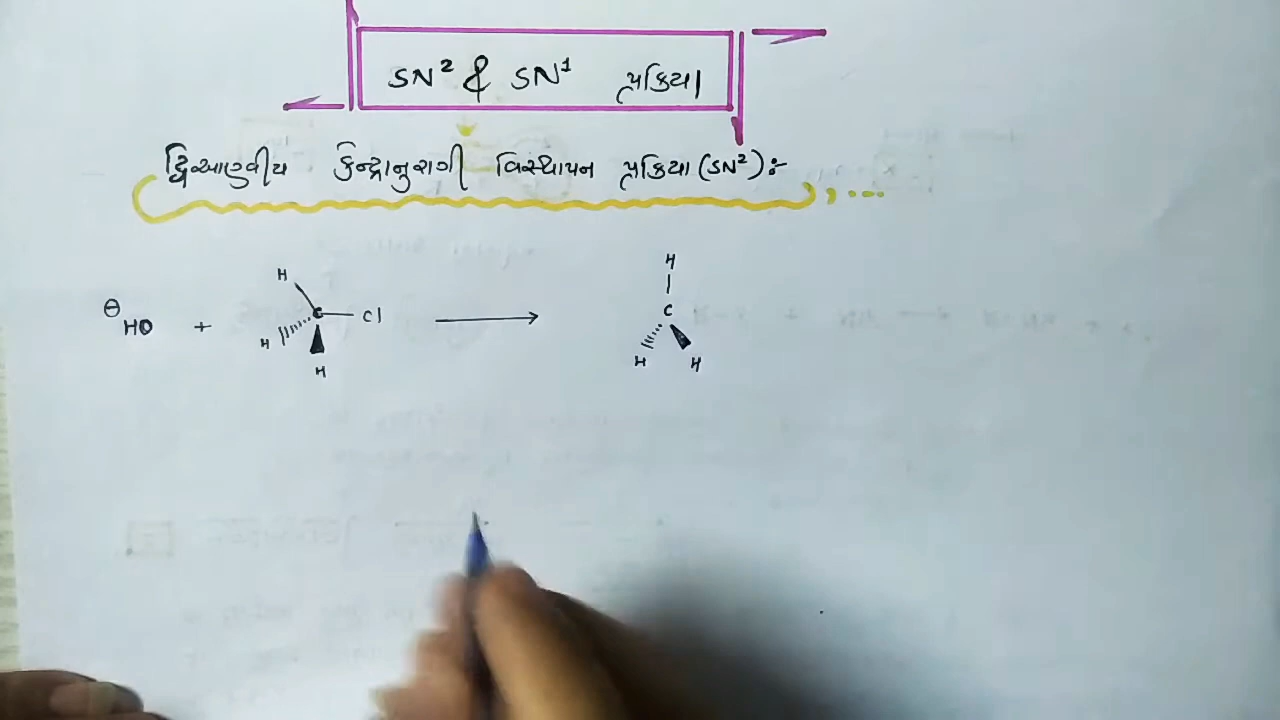 SN² & SN¹ પ્રક્રિયા
દ્વિઆણ્વીય કેન્દ્રાનુરાગી વિસ્થાપન પ્રક્રિયા (SN²) :-
⊖
HO + H H C Cl H ⟶ H C H H